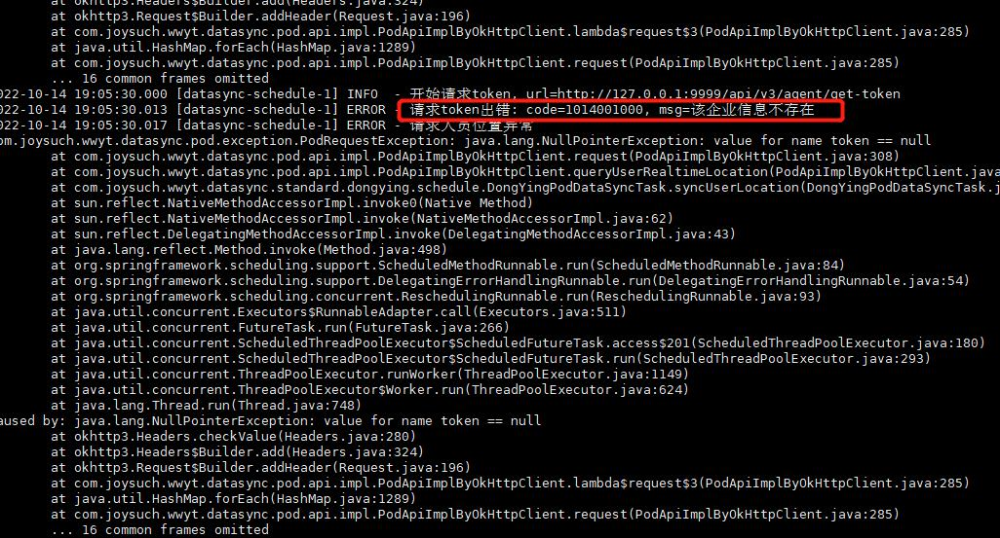 at okhttp3.Headers$Builder.add(Headers.java:324)
at okhttp3.Request$Builder.addHeader(Request.java:196)
at com.joysuch.wwyt.datasync.pod.api.impl.PodApiImplByOkHttpClient.lambda$request$3(PodApiImplByOkHttpClient.java:285)
at java.util.HashMap.forEach(HashMap.java:1289)
at com.joysuch.wwyt.datasync.pod.api.impl.PodApiImplByOkHttpClient.request(PodApiImplByOkHttpClient.java:285)
... 16 common frames omitted
022-10-14 19:05:30.000 [datasync-schedule-1] INFO - 开始请求token, url=http://127.0.0.1:9999/api/v3/agent/get-token
022-10-14 19:05:30.013 [datasync-schedule-1] ERROR - 请求token出错: code=1014001000, msg=该企业信息不存在
022-10-14 19:05:30.017 [datasync-schedule-1] ERROR - 请求人员位置异常
om.joysuch.wwyt.datasync.pod.exception.PodRequestException: java.lang.NullPointerException: value for name token == null
at com.joysuch.wwyt.datasync.pod.api.impl.PodApiImplByOkHttpClient.request(PodApiImplByOkHttpClient.java:308)
at com.joysuch.wwyt.datasync.pod.api.impl.PodApiImplByOkHttpClient.queryUserRealtimeLocation(PodApiImplByOkHttpClient.java
at com.joysuch.wwyt.datasync.standard.dongying.schedule.DongYingPodDataSyncTask.syncUserLocation(DongYingPodDataSyncTask.j
at sun.reflect.NativeMethodAccessorImpl.invoke0(Native Method)
at sun.reflect.NativeMethodAccessorImpl.invoke(NativeMethodAccessorImpl.java:62)
at sun.reflect.DelegatingMethodAccessorImpl.invoke(DelegatingMethodAccessorImpl.java:43)
at java.lang.reflect.Method.invoke(Method.java:498)
at org.springframework.scheduling.support.ScheduledMethodRunnable.run(ScheduledMethodRunnable.java:84)
at org.springframework.scheduling.support.DelegatingErrorHandlingRunnable.run(DelegatingErrorHandlingRunnable.java:54)
at org.springframework.scheduling.concurrent.ReschedulingRunnable.run(ReschedulingRunnable.java:93)
at java.util.concurrent.Executors$RunnableAdapter.call(Executors.java:511)
at java.util.concurrent.FutureTask.run(FutureTask.java:266)
at java.util.concurrent.ScheduledThreadPoolExecutor$ScheduledFutureTask.access$201(ScheduledThreadPoolExecutor.java:180)
at java.util.concurrent.ScheduledThreadPoolExecutor$ScheduledFutureTask.run(ScheduledThreadPoolExecutor.java:293)
at java.util.concurrent.ThreadPoolExecutor.runWorker(ThreadPoolExecutor.java:1149)
at java.util.concurrent.ThreadPoolExecutor$Worker.run(ThreadPoolExecutor.java:624)
at java.lang.Thread.run(Thread.java:748)
aused by: java.lang.NullPointerException: value for name token == null
at okhttp3.Headers.checkValue(Headers.java:280)
at okhttp3.Headers$Builder.add(Headers.java:324)
at okhttp3.Request$Builder.addHeader(Request.java:196)
at com.joysuch.wwyt.datasync.pod.api.impl.PodApiImplByOkHttpClient.lambda$request$3(PodApiImplByOkHttpClient.java:285)
at java.util.HashMap.forEach(HashMap.java:1289)
at com.joysuch.wwyt.datasync.pod.api.impl.PodApiImplByOkHttpClient.request(PodApiImplByOkHttpClient.java:285)
... 16 common frames omitted